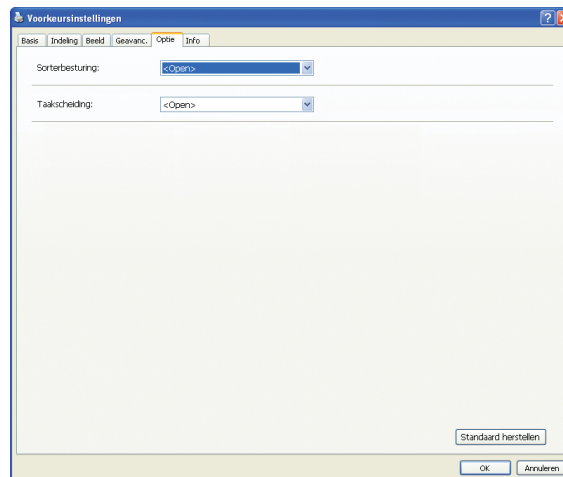 Voorkeursinstellingen
Basis Indeling Beeld Geavanc. Optie Info
Sorterbesturing: <Open>
Taakscheiding: <Open>
Standaard herstellen
OK Annuleren